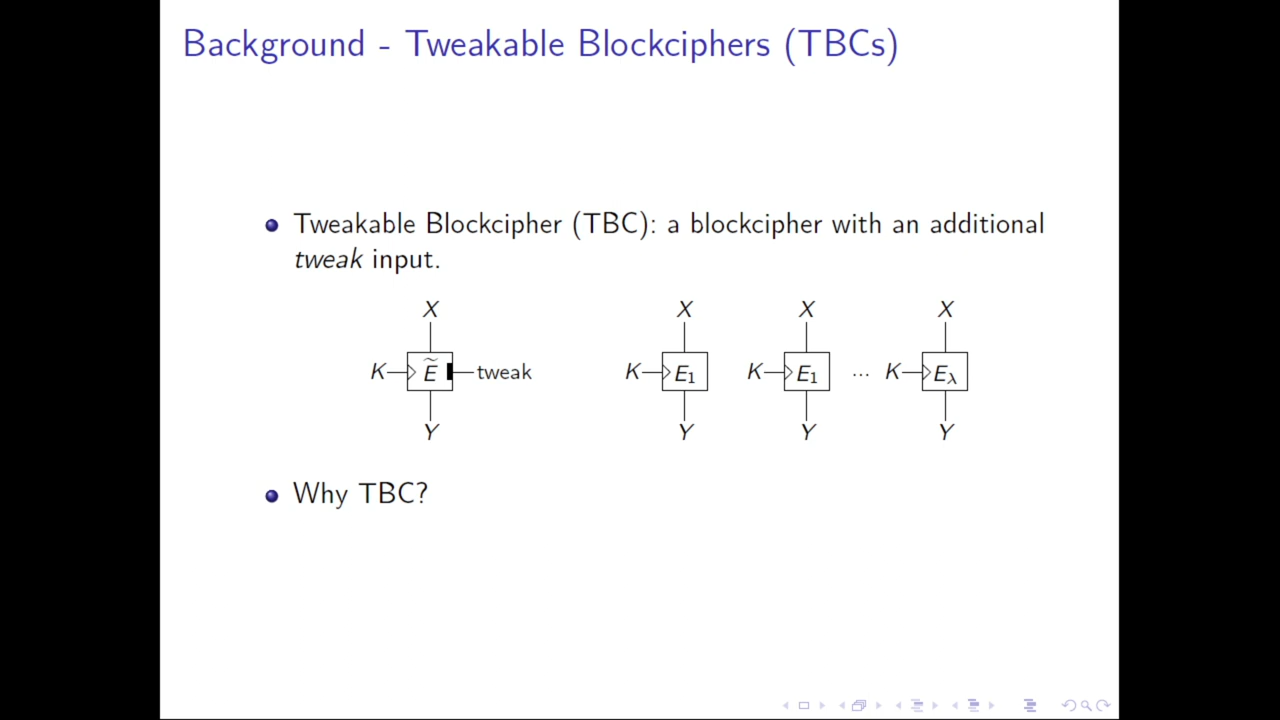 Background - Tweakable Blockciphers (TBCs)
Tweakable Blockcipher (TBC): a blockcipher with an additional
tweak input.
X X X X
K Ẽ tweak K E₁ K E₁ ... K E_λ
Y Y Y Y
Why TBC?